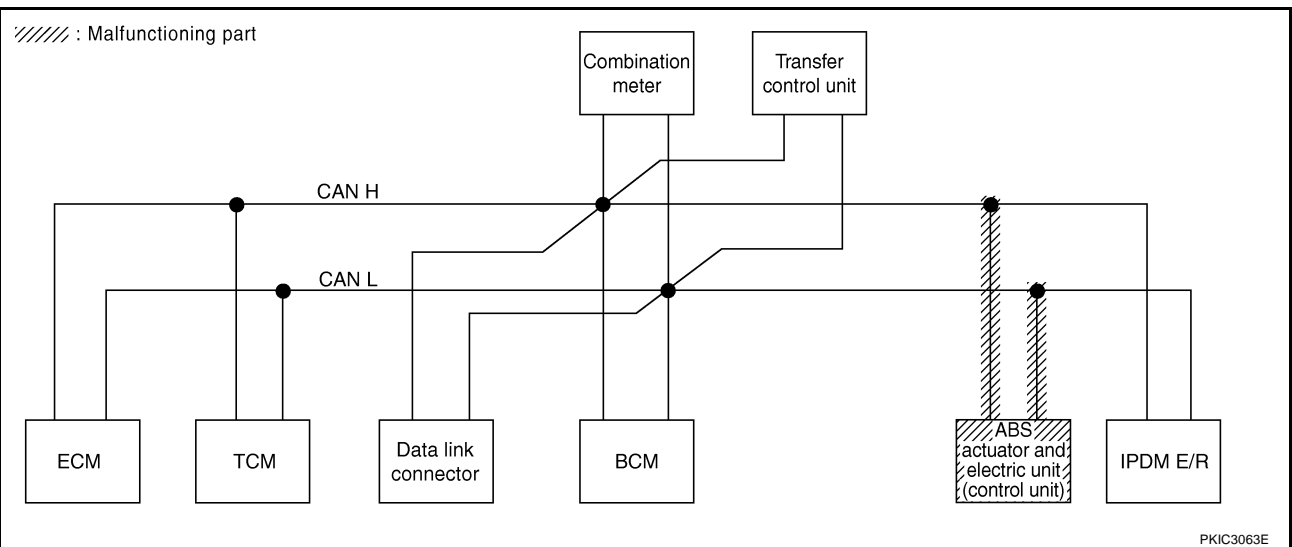 : Malfunctioning part
Combination
meter
Transfer
control unit
CAN H
CAN L
ECM
TCM
Data link
connector
BCM
ABS
actuator and
electric unit
(control unit)
IPDM E/R
PKIC3063E